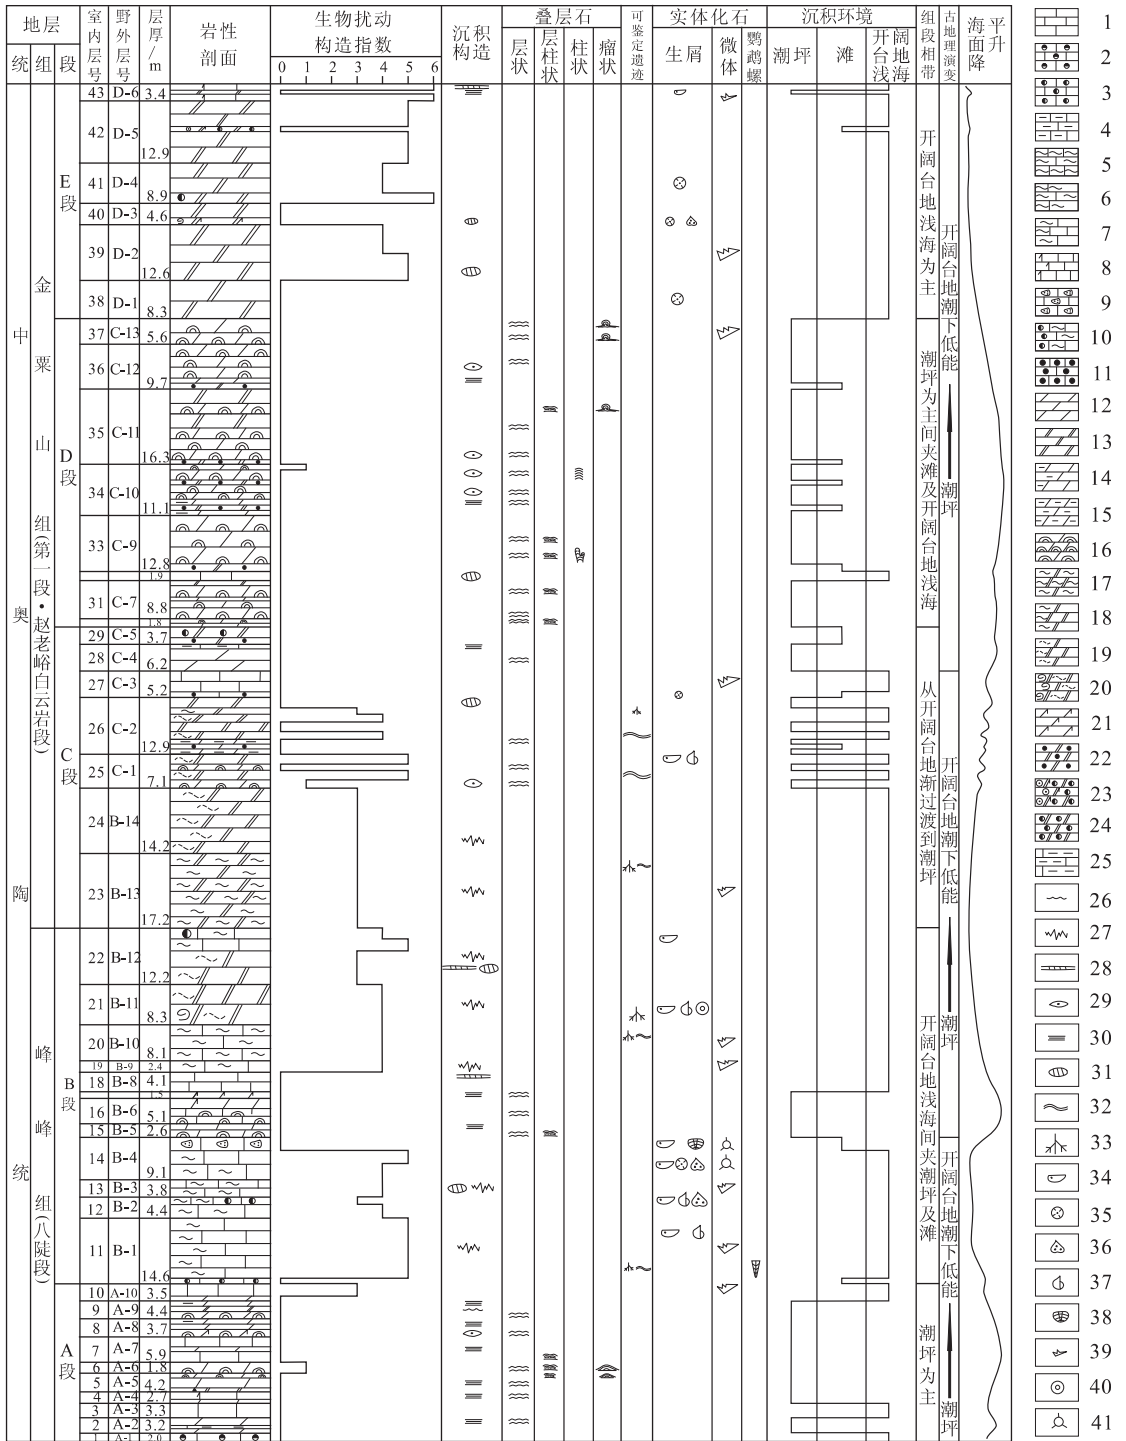 地层
统
组
段
室内层号
野外层号
层厚/m
岩性
剖面
生物扰动
构造指数
0 1 2 3 4 5 6
沉积构造
叠层石
层状
层柱状
柱状
瘤状
可鉴定遗迹
实体化石
生屑
微体
鹦鹉螺
沉积环境
潮坪
滩
开阔台地浅海
组段相带
古地理演变
海平面升降
中奥陶统
金粟山组(第一段·赵老峪白云岩段)
峰峰组(八陡段)
E段
D段
C段
B段
A段
43 D-6 3.4
42 D-5 12.9
41 D-4 8.9
40 D-3 4.6
39 D-2 12.6
38 D-1 8.3
37 C-13 5.6
36 C-12 9.7
35 C-11 16.3
34 C-10 11.1
33 C-9 12.8
1.9
31 C-7 8.8
1.8
29 C-5 3.7
28 C-4 6.2
27 C-3 5.2
26 C-2 12.9
25 C-1 7.1
24 B-14 14.2
23 B-13 17.2
22 B-12 12.2
21 B-11 8.3
20 B-10 8.1
19 B-9 2.4
18 B-8 4.1
1.5
16 B-6 5.1
15 B-5 2.6
14 B-4 9.1
13 B-3 3.8
12 B-2 4.4
11 B-1 14.6
10 A-10 3.5
9 A-9 4.4
8 A-8 3.7
7 A-7 5.9
6 A-6 1.8
5 A-5 4.2
4 A-4 2.7
3 A-3 3.3
2 A-2 3.2
1 A-1 2.0
开阔台地浅海为主
潮坪为主间夹滩及开阔台地浅海
从开阔台地渐过渡到潮坪
开阔台地浅海间夹潮坪及滩
潮坪为主
开阔台地潮下低能
潮坪
开阔台地潮下低能
潮坪
开阔台地潮下低能
潮坪
1
2
3
4
5
6
7
8
9
10
11
12
13
14
15
16
17
18
19
20
21
22
23
24
25
26
27
28
29
30
31
32
33
34
35
36
37
38
39
40
41